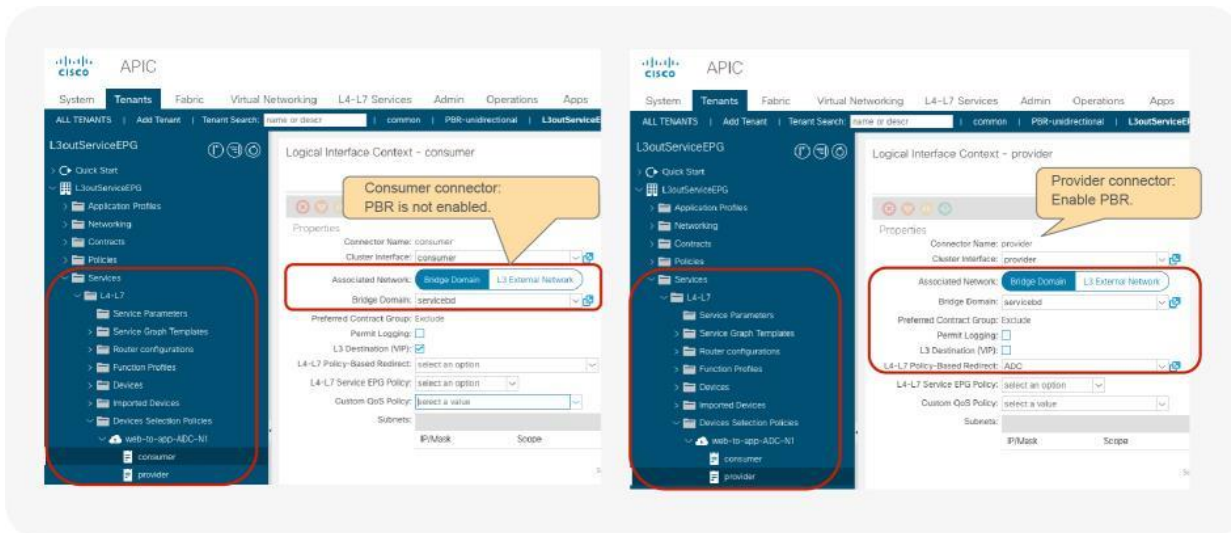 CISCO APIC
System Tenants Fabric Virtual Networking L4-L7 Services Admin Operations Apps
ALL TENANTS | Add Tenant | Tenant Search: name or descr | common | PBR-unidirectional | L3outServiceE
L3outServiceEPG
Quick Start
L3outServiceEPG
Application Profiles
Networking
Contracts
Policies
Services
L4-L7
Service Parameters
Service Graph Templates
Router configurations
Function Profiles
Devices
Imported Devices
Devices Selection Policies
web-to-app-ADC-N1
consumer
provider
Logical Interface Context - consumer
Consumer connector:
PBR is not enabled.
Properties
Connector Name: consumer
Cluster Interface: consumer
Associated Network: Bridge Domain L3 External Network
Bridge Domain: servicebd
Preferred Contract Group: Exclude
Permit Logging:
L3 Destination (VIP):
L4-L7 Policy-Based Redirect: select an option
L4-L7 Service EPG Policy: select an option
Custom QoS Policy: select a value
Subnets:
IP/Mask Scope
CISCO APIC
System Tenants Fabric Virtual Networking L4-L7 Services Admin Operations Apps
ALL TENANTS | Add Tenant | Tenant Search: name or descr | common | PBR-unidirectional | L3outServiceEF
L3outServiceEPG
Quick Start
L3outServiceEPG
Application Profiles
Networking
Contracts
Policies
Services
L4-L7
Service Parameters
Service Graph Templates
Router configurations
Function Profiles
Devices
Imported Devices
Devices Selection Policies
web-to-app-ADC-N1
consumer
provider
Logical Interface Context - provider
Provider connector:
Enable PBR.
Properties
Connector Name: provider
Cluster Interface: provider
Associated Network: Bridge Domain L3 External Network
Bridge Domain: servicebd
Preferred Contract Group: Exclude
Permit Logging:
L3 Destination (VIP):
L4-L7 Policy-Based Redirect: ADC
L4-L7 Service EPG Policy: select an option
Custom QoS Policy: select a value
Subnets:
IP/Mask Scope